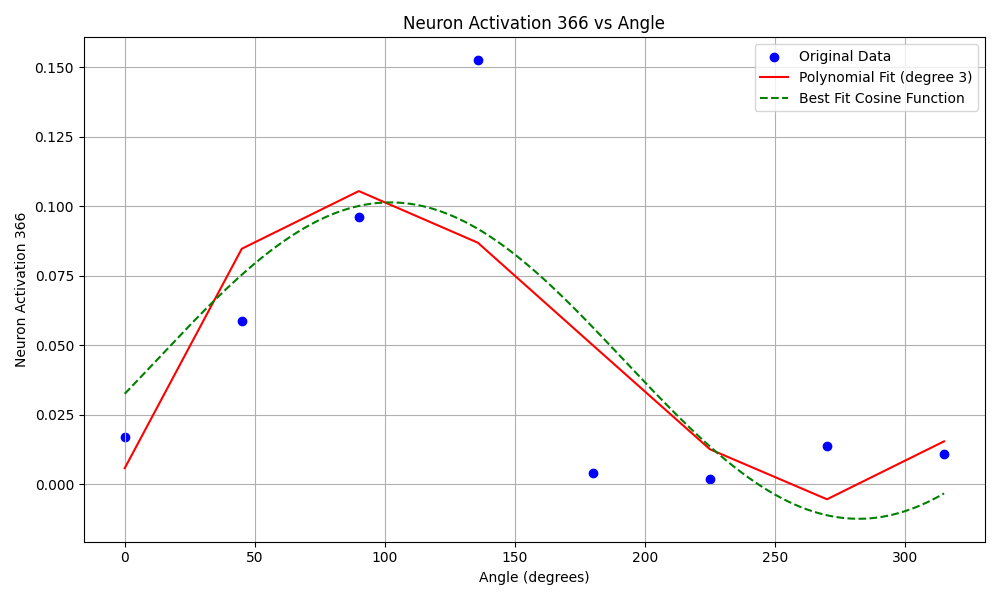 Neuron Activation 366 vs Angle
Original Data
Polynomial Fit (degree 3)
Best Fit Cosine Function
Neuron Activation 366
0.150
0.125
0.100
0.075
0.050
0.025
0.000
0 50 100 150 200 250 300
Angle (degrees)